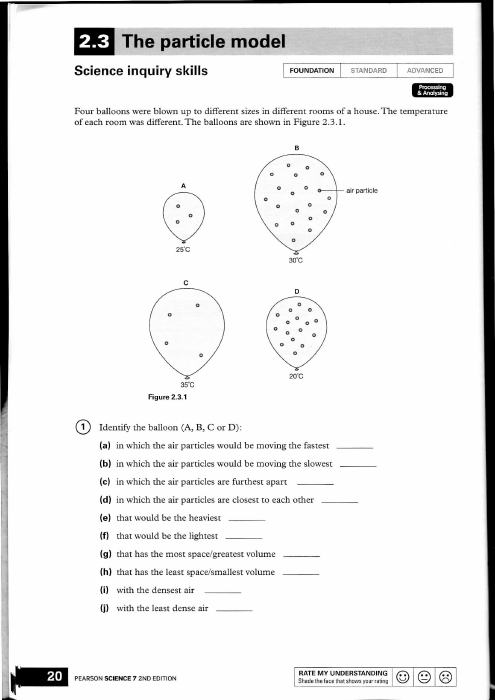 2.3 The particle model
Science inquiry skills
FOUNDATION STANDARD ADVANCED
Processing
& Analysing
Four balloons were blown up to different sizes in different rooms of a house. The temperature
of each room was different. The balloons are shown in Figure 2.3.1.
A
25°C
B
air particle
30°C
C
35°C
D
20°C
Figure 2.3.1
1 Identify the balloon (A, B, C or D):
(a) in which the air particles would be moving the fastest
(b) in which the air particles would be moving the slowest
(c) in which the air particles are furthest apart
(d) in which the air particles are closest to each other
(e) that would be the heaviest
(f) that would be the lightest
(g) that has the most space/greatest volume
(h) that has the least space/smallest volume
(i) with the densest air
(j) with the least dense air
20 PEARSON SCIENCE 7 2ND EDITION
RATE MY UNDERSTANDING
Shade the face that shows your rating